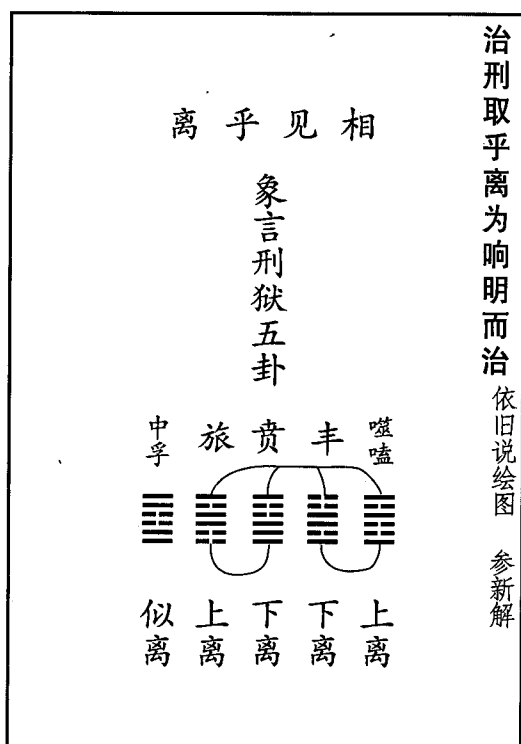 治刑取乎离为响明而治
依旧说绘图 参新解
相见乎离
象言刑狱五卦
噬嗑
丰
贲
旅
中孚
上离
下离
下离
上离
似离